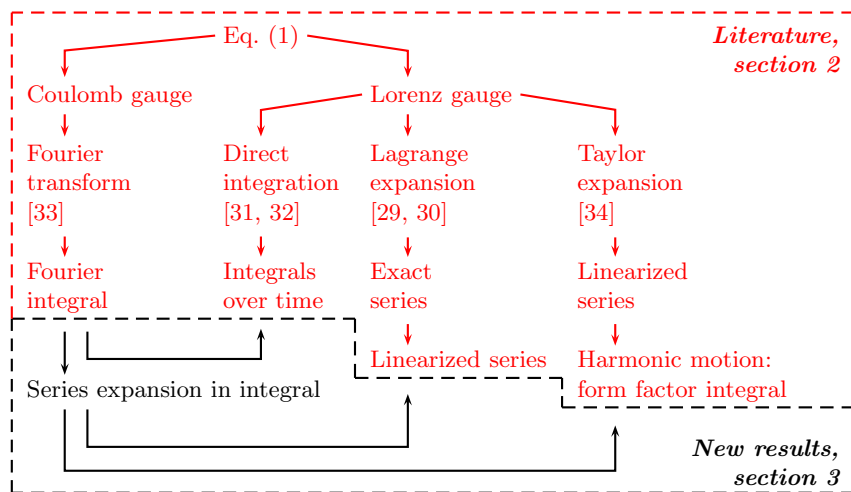 Eq. (1)
Literature,
section 2
Coulomb gauge
Lorenz gauge
Fourier
transform
[33]
Direct
integration
[31, 32]
Lagrange
expansion
[29, 30]
Taylor
expansion
[34]
Fourier
integral
Integrals
over time
Exact
series
Linearized
series
Linearized series
Harmonic motion:
form factor integral
Series expansion in integral
New results,
section 3